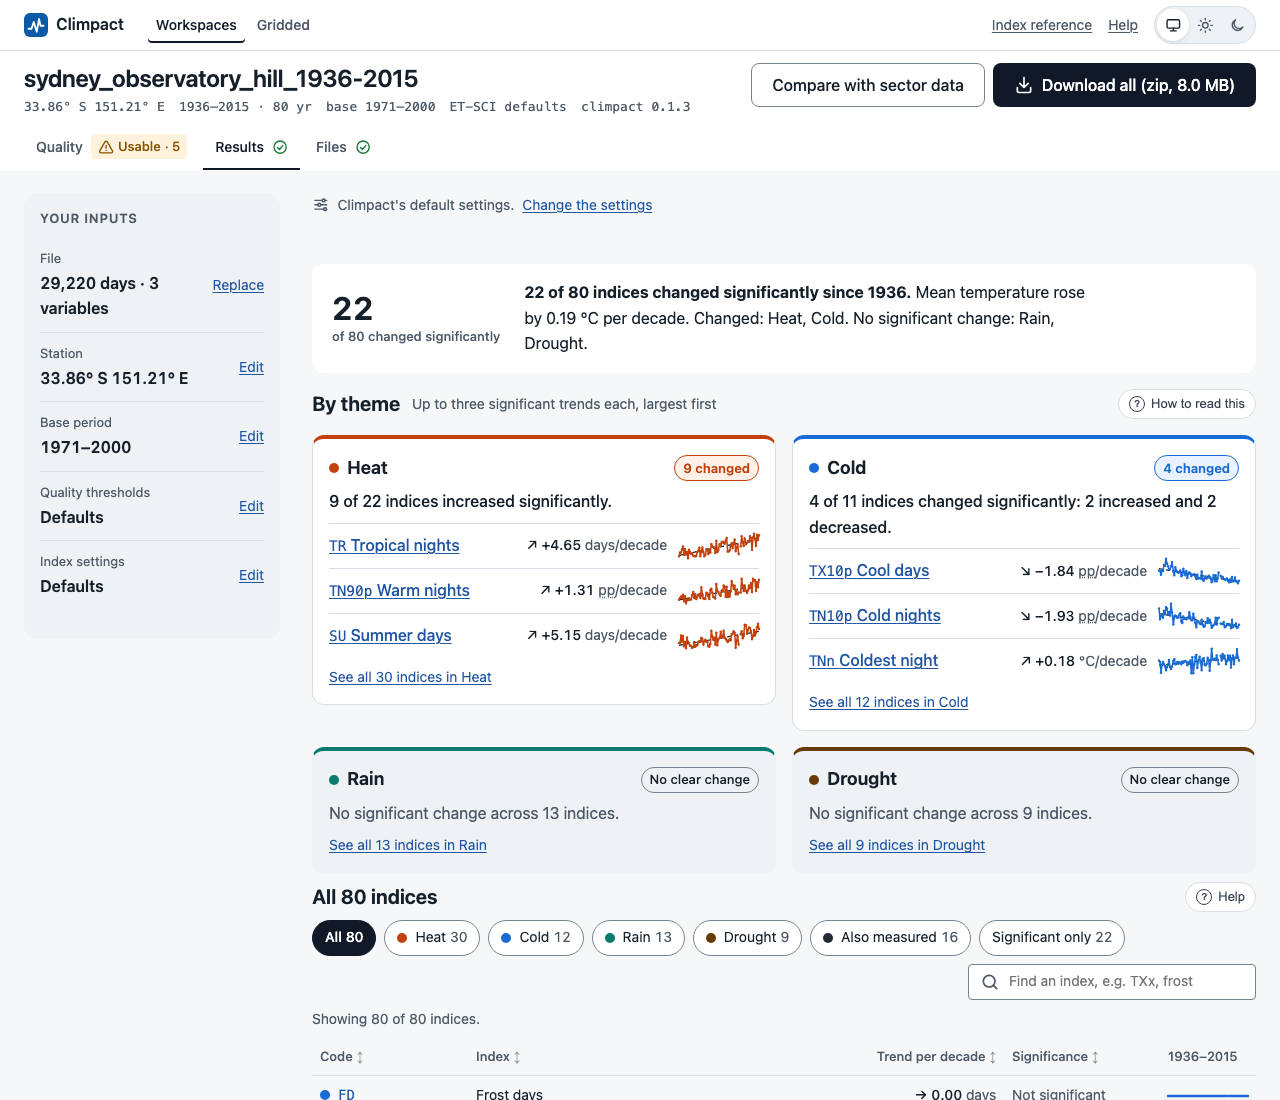 Climpact
Workspaces
Gridded
Index reference
Help
sydney_observatory_hill_1936-2015
33.86° S 151.21° E 1936–2015 · 80 yr base 1971–2000 ET-SCI defaults climpact 0.1.3
Compare with sector data
Download all (zip, 8.0 MB)
Quality
Usable · 5
Results
Files
YOUR INPUTS
File
29,220 days · 3
variables
Replace
Station
33.86° S 151.21° E
Edit
Base period
1971–2000
Edit
Quality thresholds
Defaults
Edit
Index settings
Defaults
Edit
Climpact's default settings. Change the settings
22
of 80 changed significantly
22 of 80 indices changed significantly since 1936. Mean temperature rose
by 0.19 °C per decade. Changed: Heat, Cold. No significant change: Rain,
Drought.
By theme
Up to three significant trends each, largest first
How to read this
Heat
9 changed
9 of 22 indices increased significantly.
TR Tropical nights
↗ +4.65 days/decade
TN90p Warm nights
↗ +1.31 pp/decade
SU Summer days
↗ +5.15 days/decade
See all 30 indices in Heat
Cold
4 changed
4 of 11 indices changed significantly: 2 increased and 2
decreased.
TX10p Cool days
↘ −1.84 pp/decade
TN10p Cold nights
↘ −1.93 pp/decade
TNn Coldest night
↗ +0.18 °C/decade
See all 12 indices in Cold
Rain
No clear change
No significant change across 13 indices.
See all 13 indices in Rain
Drought
No clear change
No significant change across 9 indices.
See all 9 indices in Drought
All 80 indices
Help
All 80
Heat 30
Cold 12
Rain 13
Drought 9
Also measured 16
Significant only 22
Find an index, e.g. TXx, frost
Showing 80 of 80 indices.
Code
Index
Trend per decade
Significance
1936–2015
FD
Frost days
→ 0.00 days
Not significant